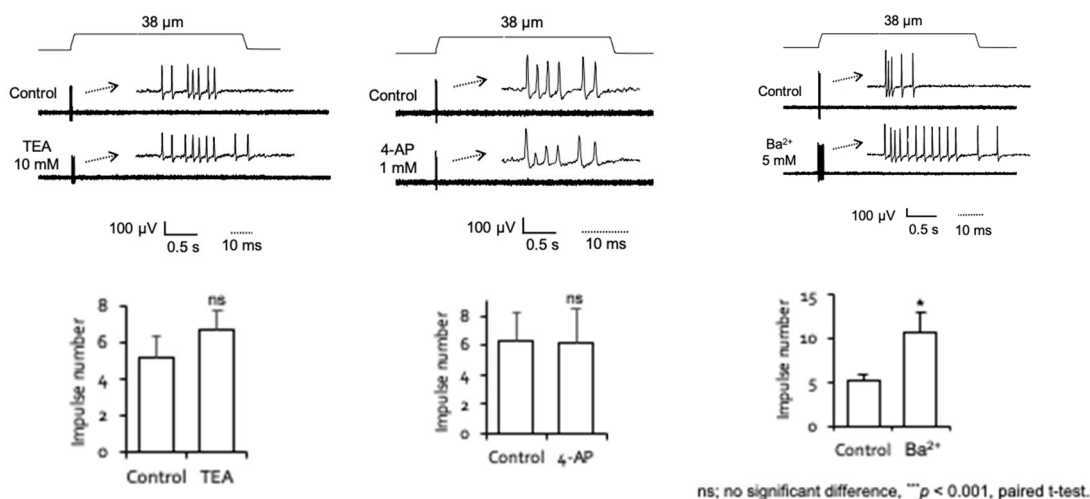 38 μm
Control
TEA
10 mM
100 μV
0.5 s
10 ms
38 μm
Control
4-AP
1 mM
100 μV
0.5 s
10 ms
38 μm
Control
Ba²⁺
5 mM
100 μV
0.5 s
10 ms
Impulse number
8
6
4
2
0
ns
Control TEA
Impulse number
8
6
4
2
0
ns
Control 4-AP
Impulse number
15
10
5
0
*
Control Ba²⁺
ns; no significant difference, ***p < 0.001, paired t-test.